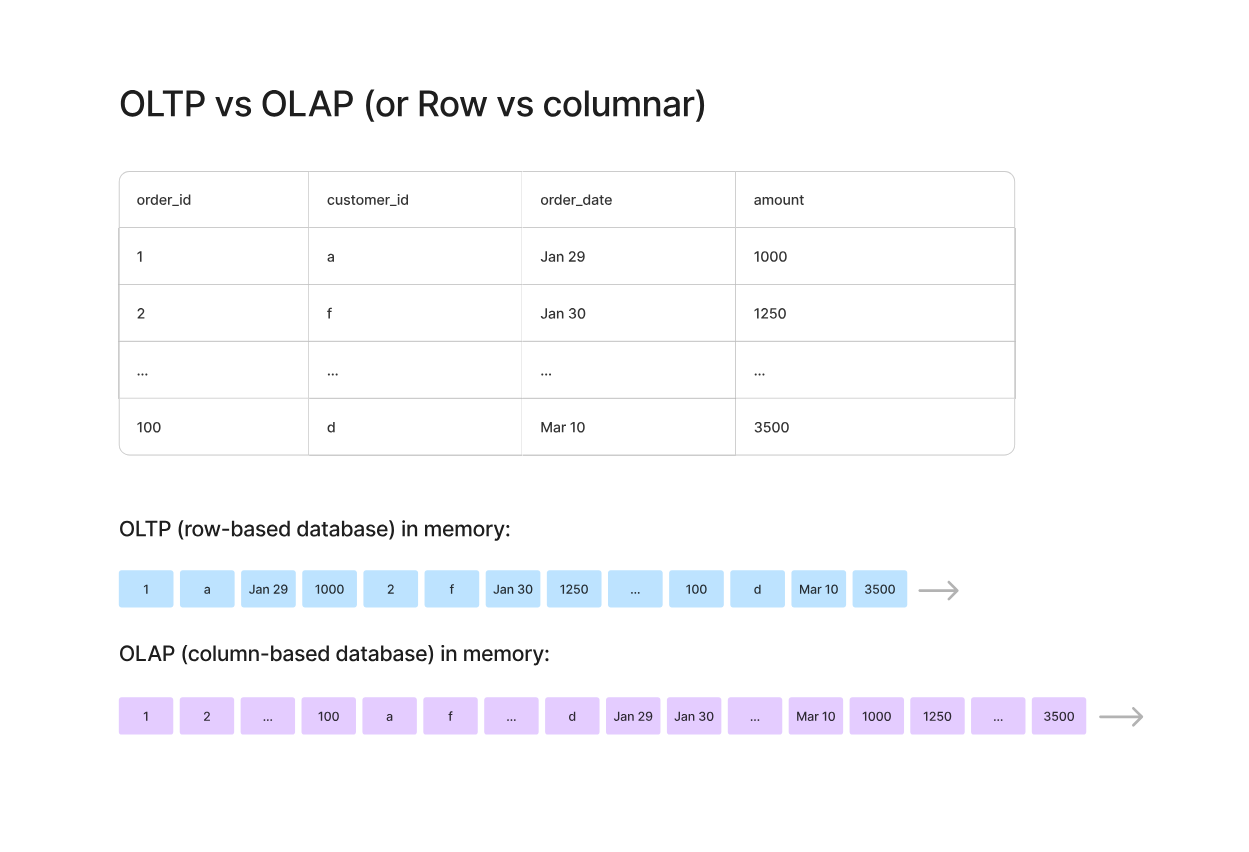 OLTP vs OLAP (or Row vs columnar)
order_id customer_id order_date amount
1 a Jan 29 1000
2 f Jan 30 1250
... ... ... ...
100 d Mar 10 3500
OLTP (row-based database) in memory:
1 a Jan 29 1000 2 f Jan 30 1250 ... 100 d Mar 10 3500
OLAP (column-based database) in memory:
1 2 ... 100 a f ... d Jan 29 Jan 30 ... Mar 10 1000 1250 ... 3500